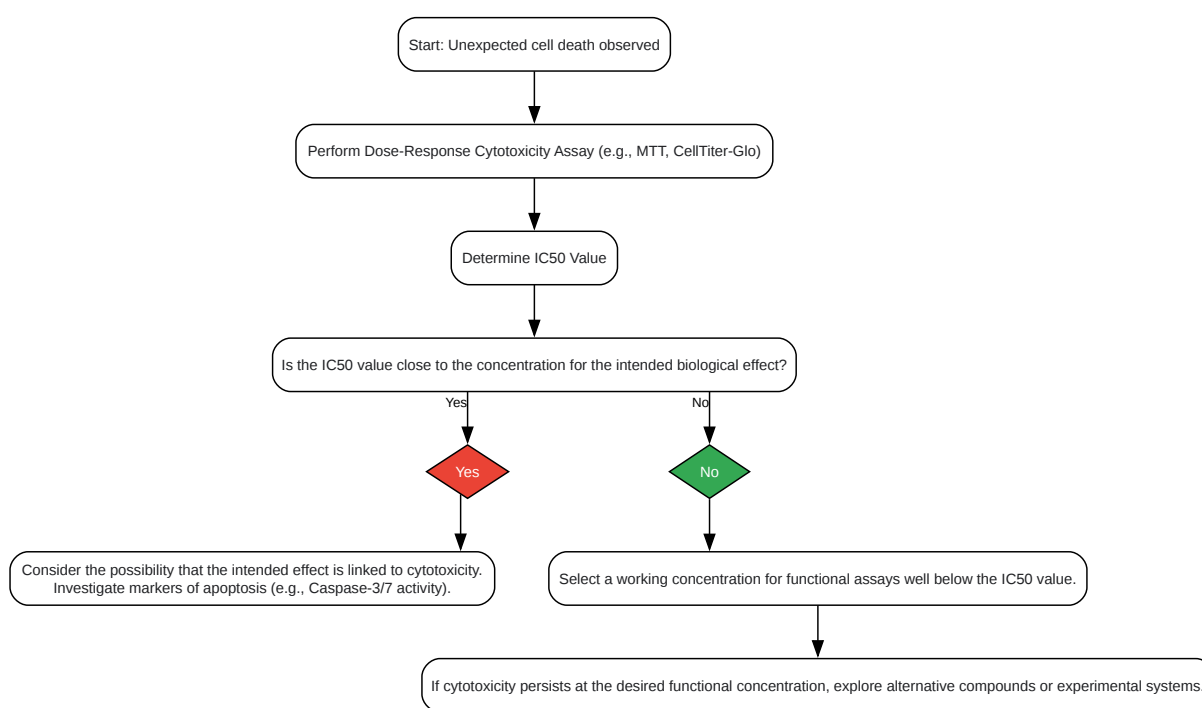 Start: Unexpected cell death observed
Perform Dose-Response Cytotoxicity Assay (e.g., MTT, CellTiter-Glo)
Determine IC50 Value
Is the IC50 value close to the concentration for the intended biological effect?
Yes
No
Yes
No
Consider the possibility that the intended effect is linked to cytotoxicity.
Investigate markers of apoptosis (e.g., Caspase-3/7 activity).
Select a working concentration for functional assays well below the IC50 value.
If cytotoxicity persists at the desired functional concentration, explore alternative compounds or experimental systems.